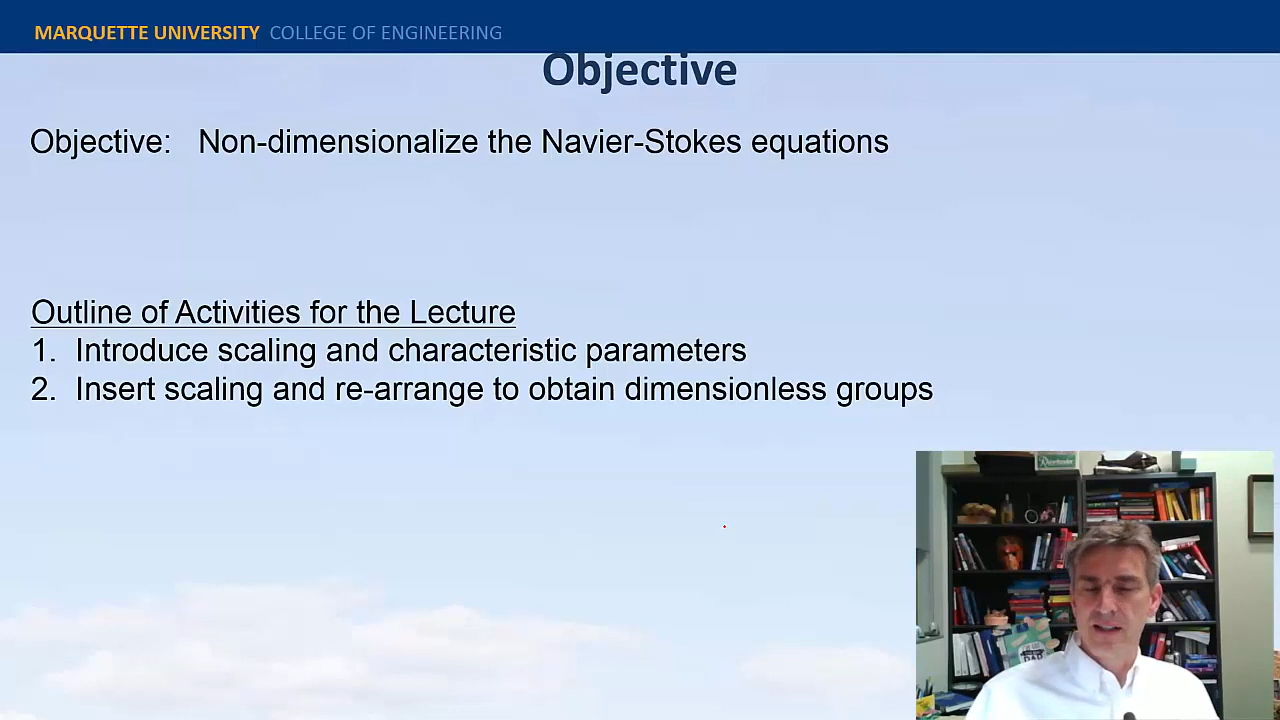 MARQUETTE UNIVERSITY COLLEGE OF ENGINEERING
Objective
Objective: Non-dimensionalize the Navier-Stokes equations
Outline of Activities for the Lecture
1. Introduce scaling and characteristic parameters
2. Insert scaling and re-arrange to obtain dimensionless groups